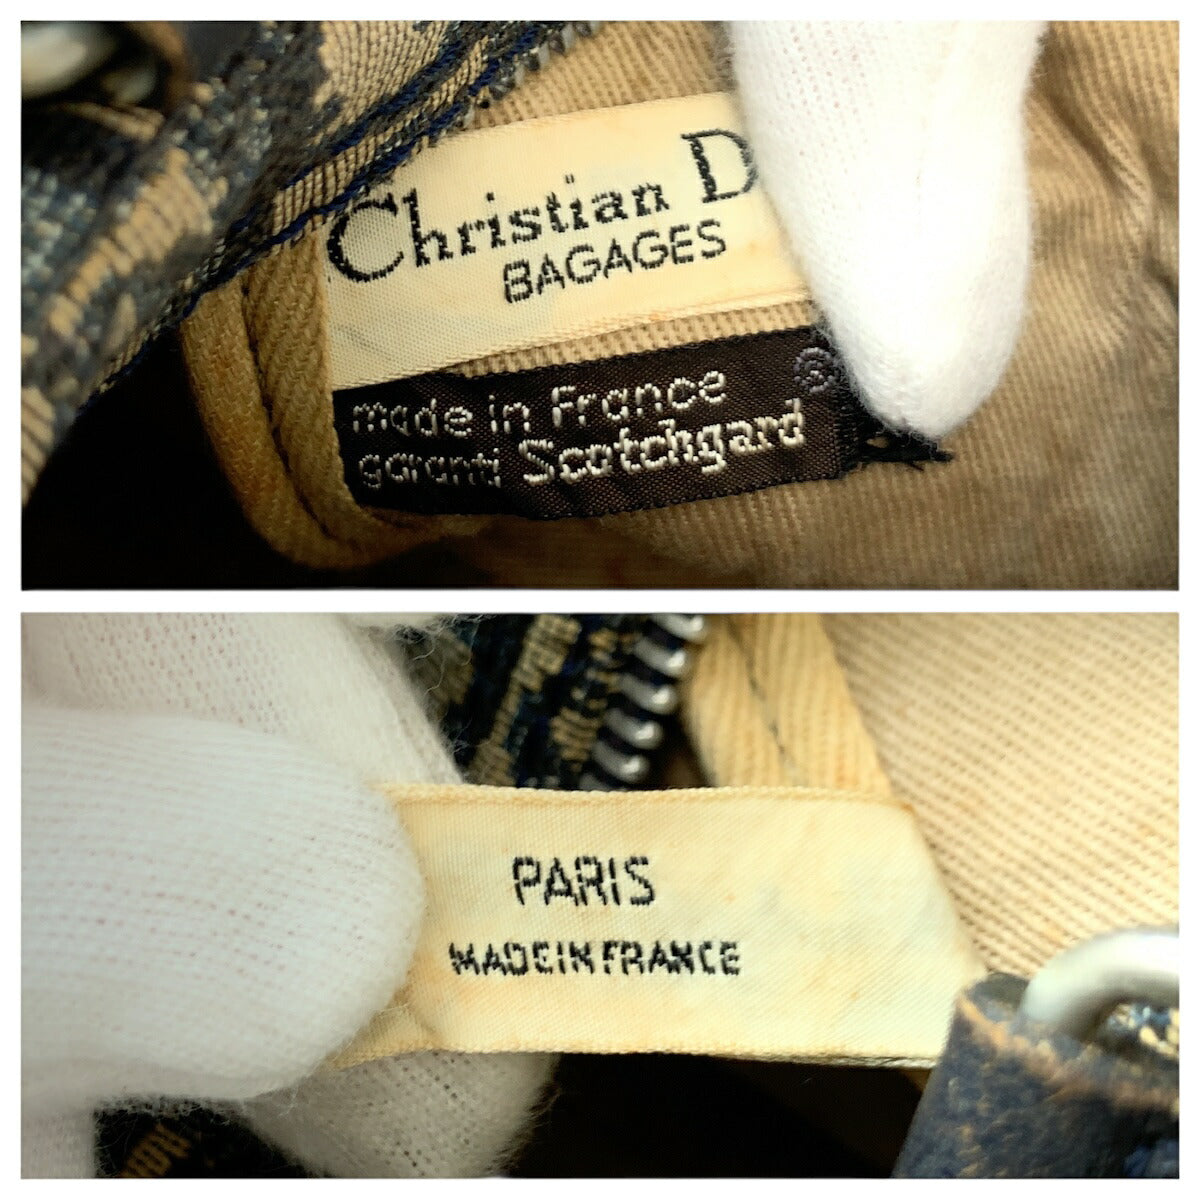 Christian D
BAGAGES
made in France ®
garanti Scotchgard
PARIS
MADE IN FRANCE